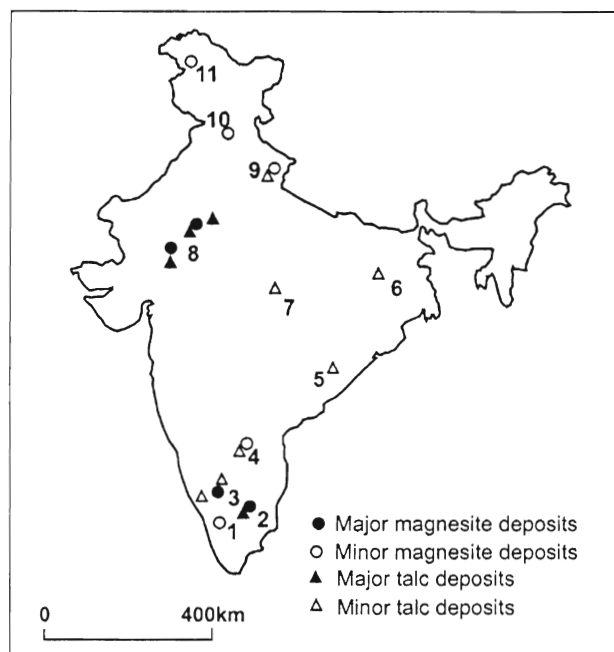 11
10
9
8
7
6
5
4
3
2
1
Major magnesite deposits
Minor magnesite deposits
Major talc deposits
Minor talc deposits
0 400km